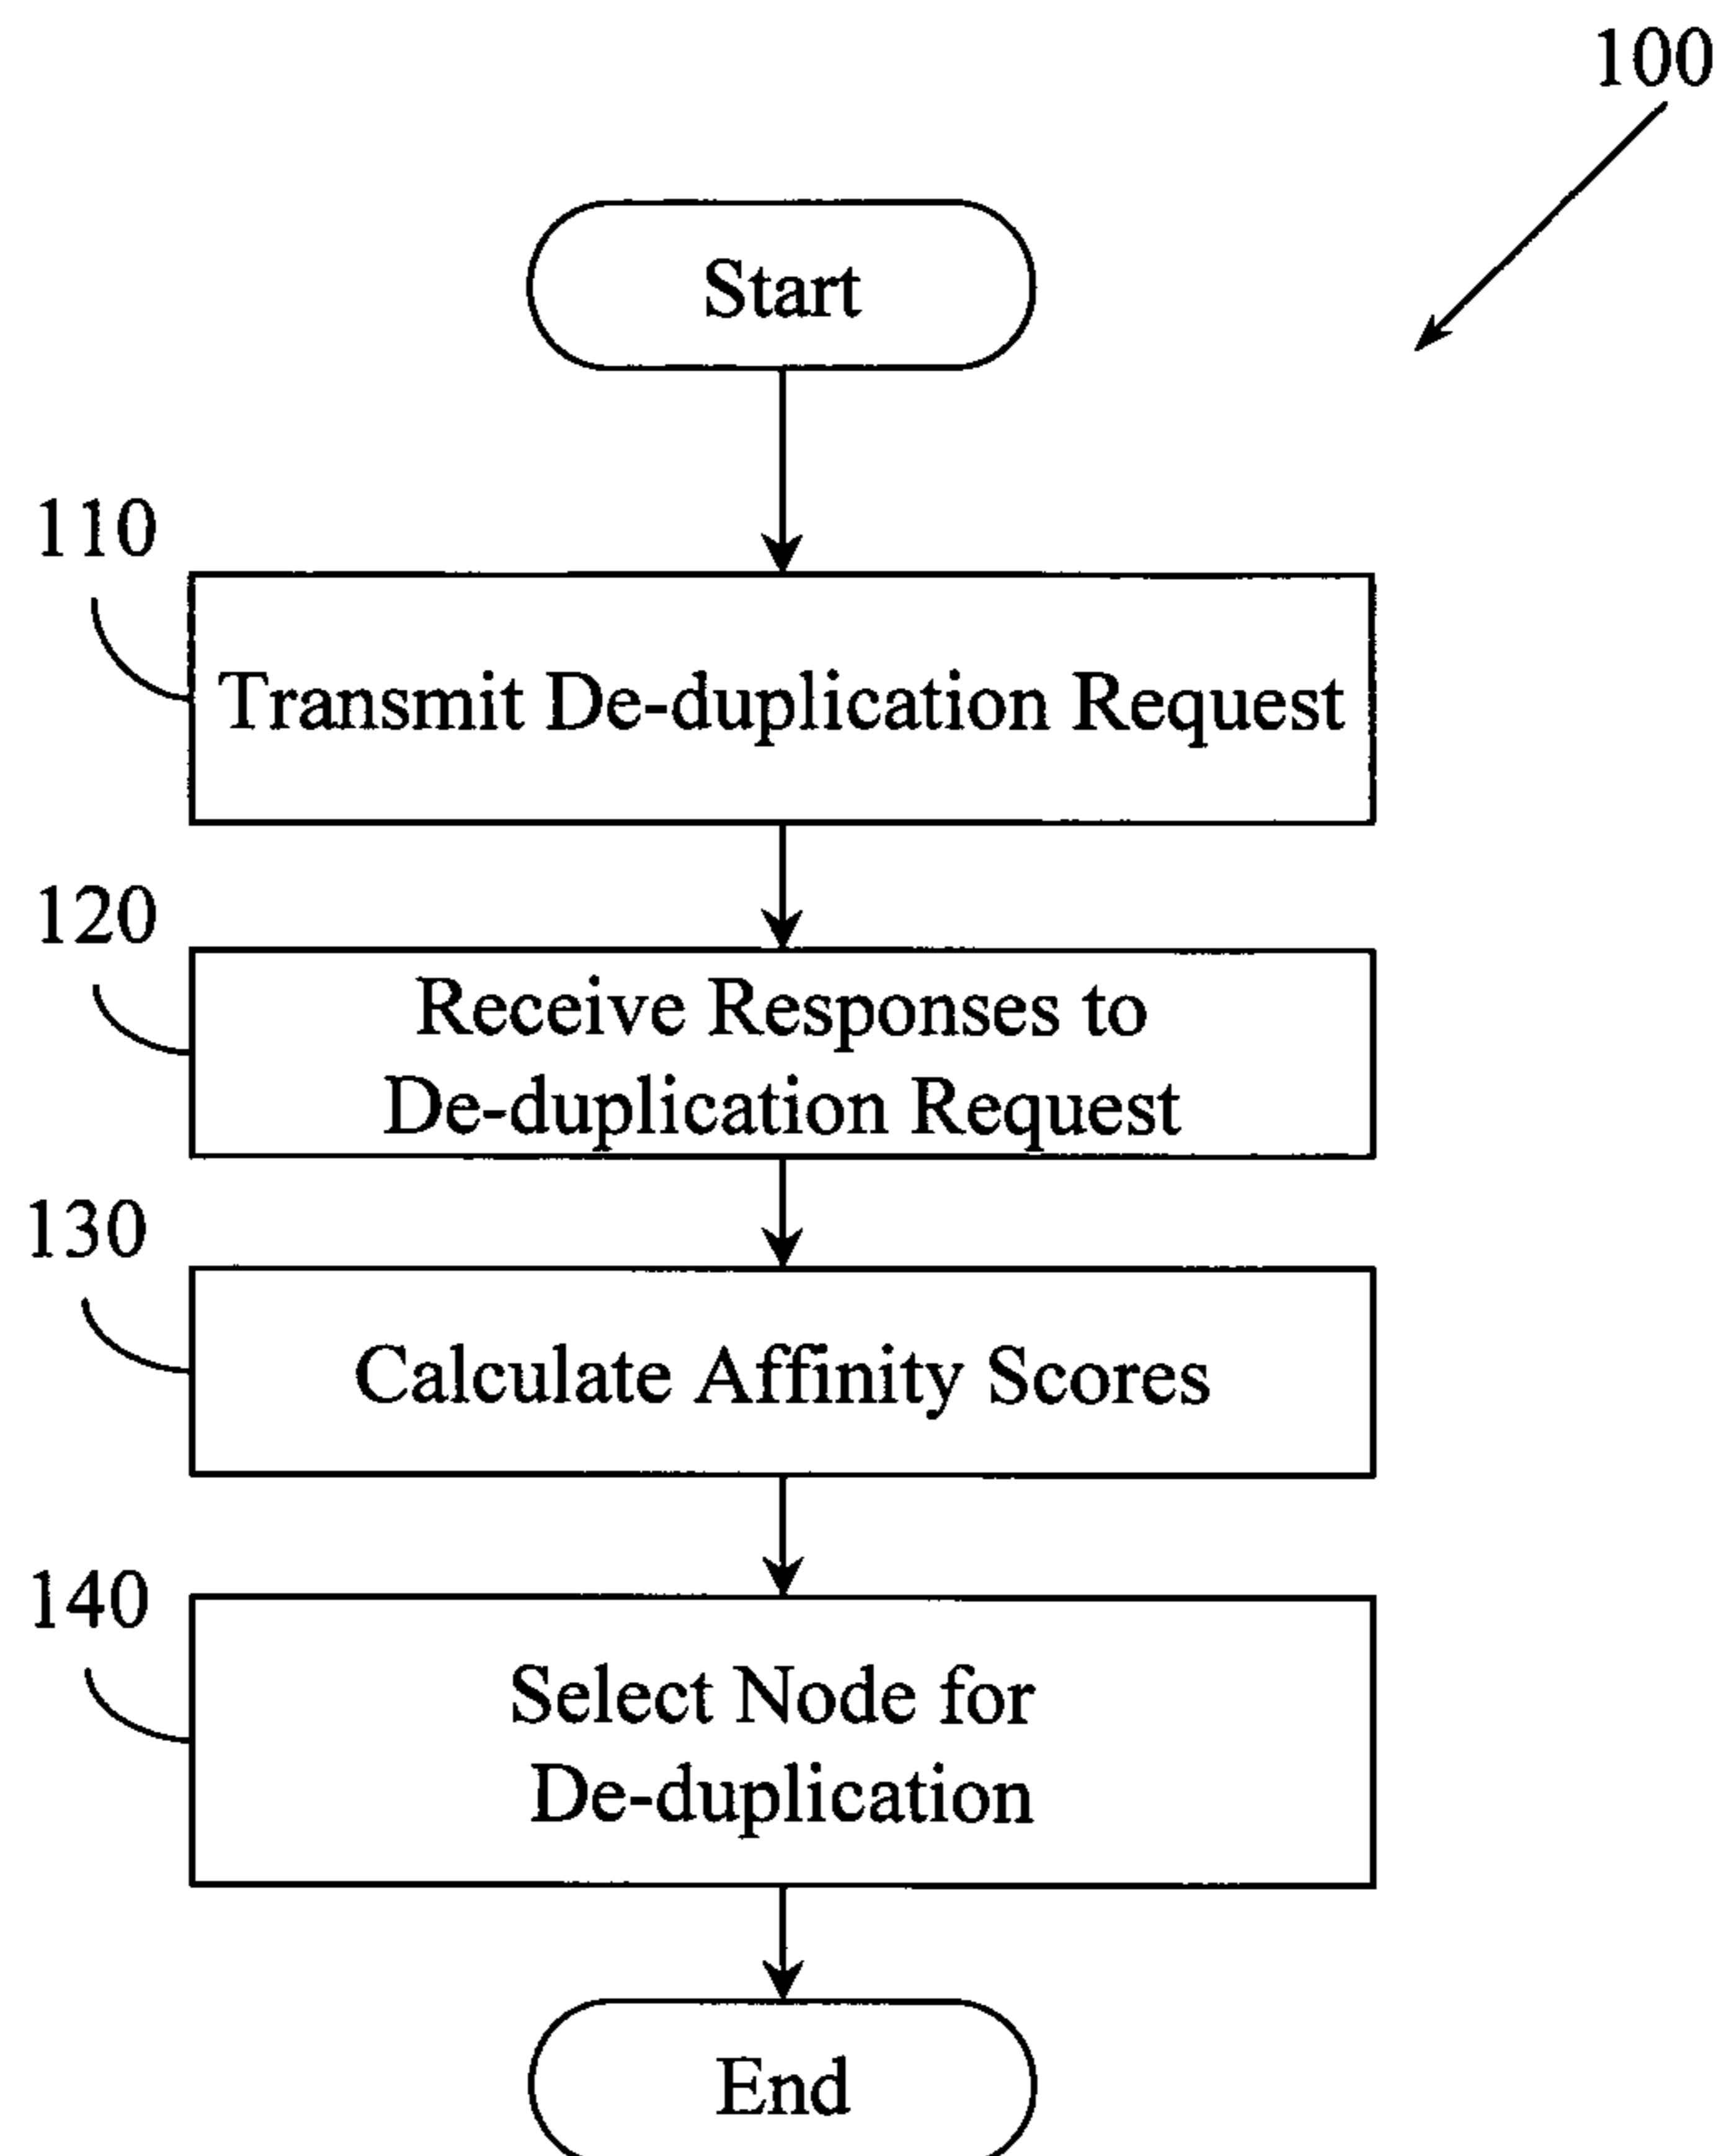 100
Start
110
Transmit De-duplication Request
120
Receive Responses to
De-duplication Request
130
Calculate Affinity Scores
140
Select Node for
De-duplication
End